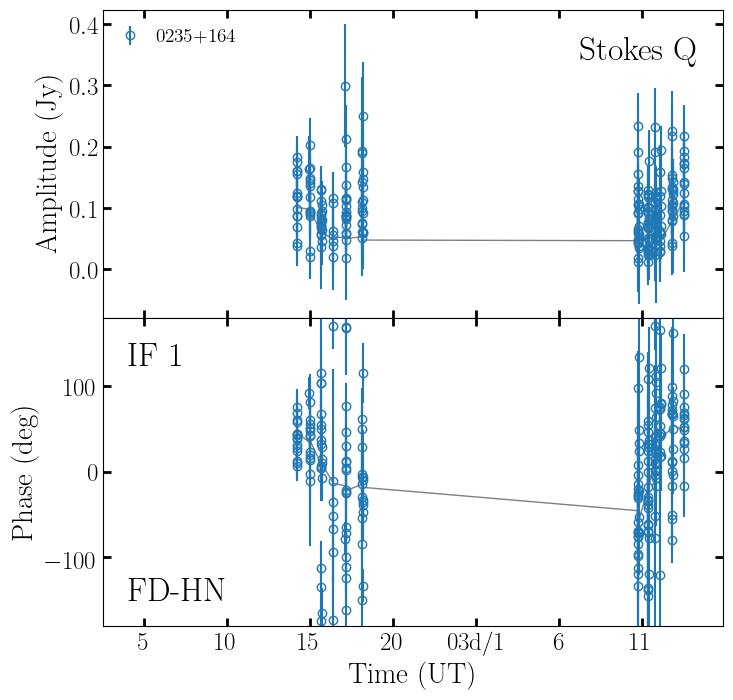 0235+164
Stokes Q
0.4
0.3
0.2
0.1
0.0
Amplitude (Jy)
IF 1
100
0
−100
Phase (deg)
FD-HN
5 10 15 20 03d/1 6 11
Time (UT)